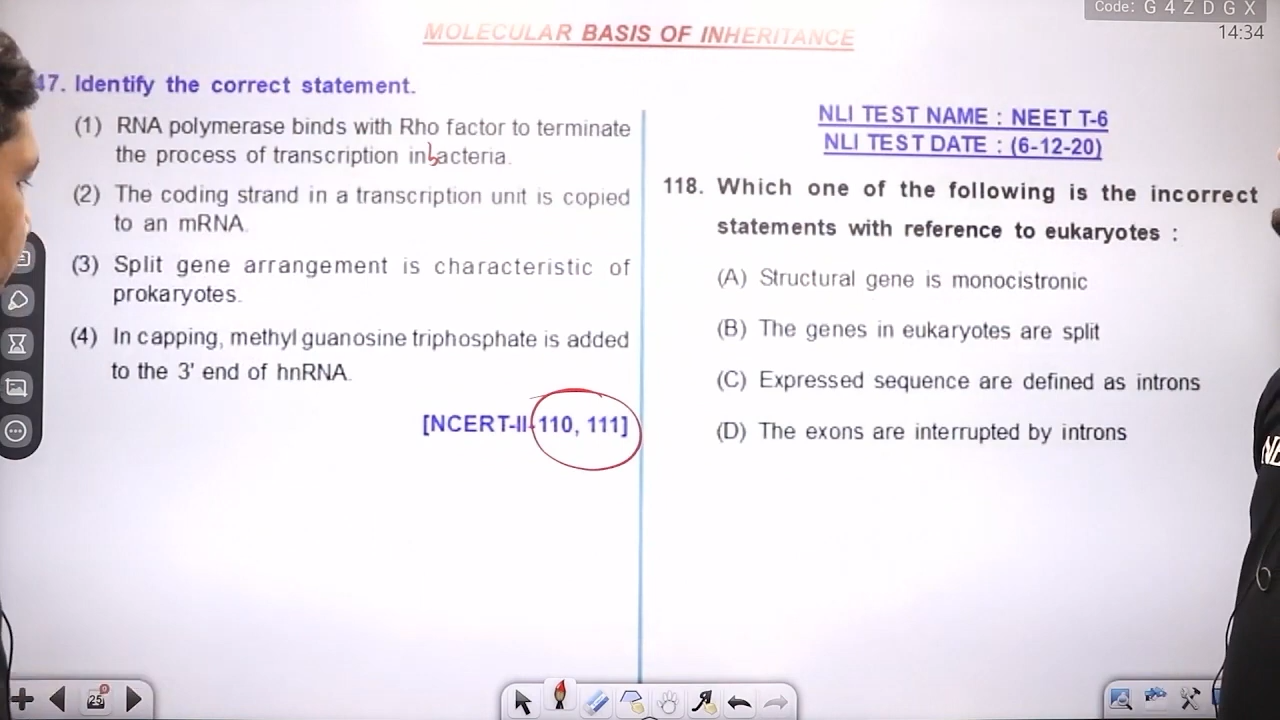 Code: G 4 Z D G X
14:34
MOLECULAR BASIS OF INHERITANCE
47. Identify the correct statement.
(1) RNA polymerase binds with Rho factor to terminate
the process of transcription in bacteria.
(2) The coding strand in a transcription unit is copied
to an mRNA.
(3) Split gene arrangement is characteristic of
prokaryotes.
(4) In capping, methyl guanosine triphosphate is added
to the 3' end of hnRNA.
[NCERT-II-110, 111]
NLI TEST NAME : NEET T-6
NLI TEST DATE : (6-12-20)
118. Which one of the following is the incorrect
statements with reference to eukaryotes :
(A) Structural gene is monocistronic
(B) The genes in eukaryotes are split
(C) Expressed sequence are defined as introns
(D) The exons are interrupted by introns
25